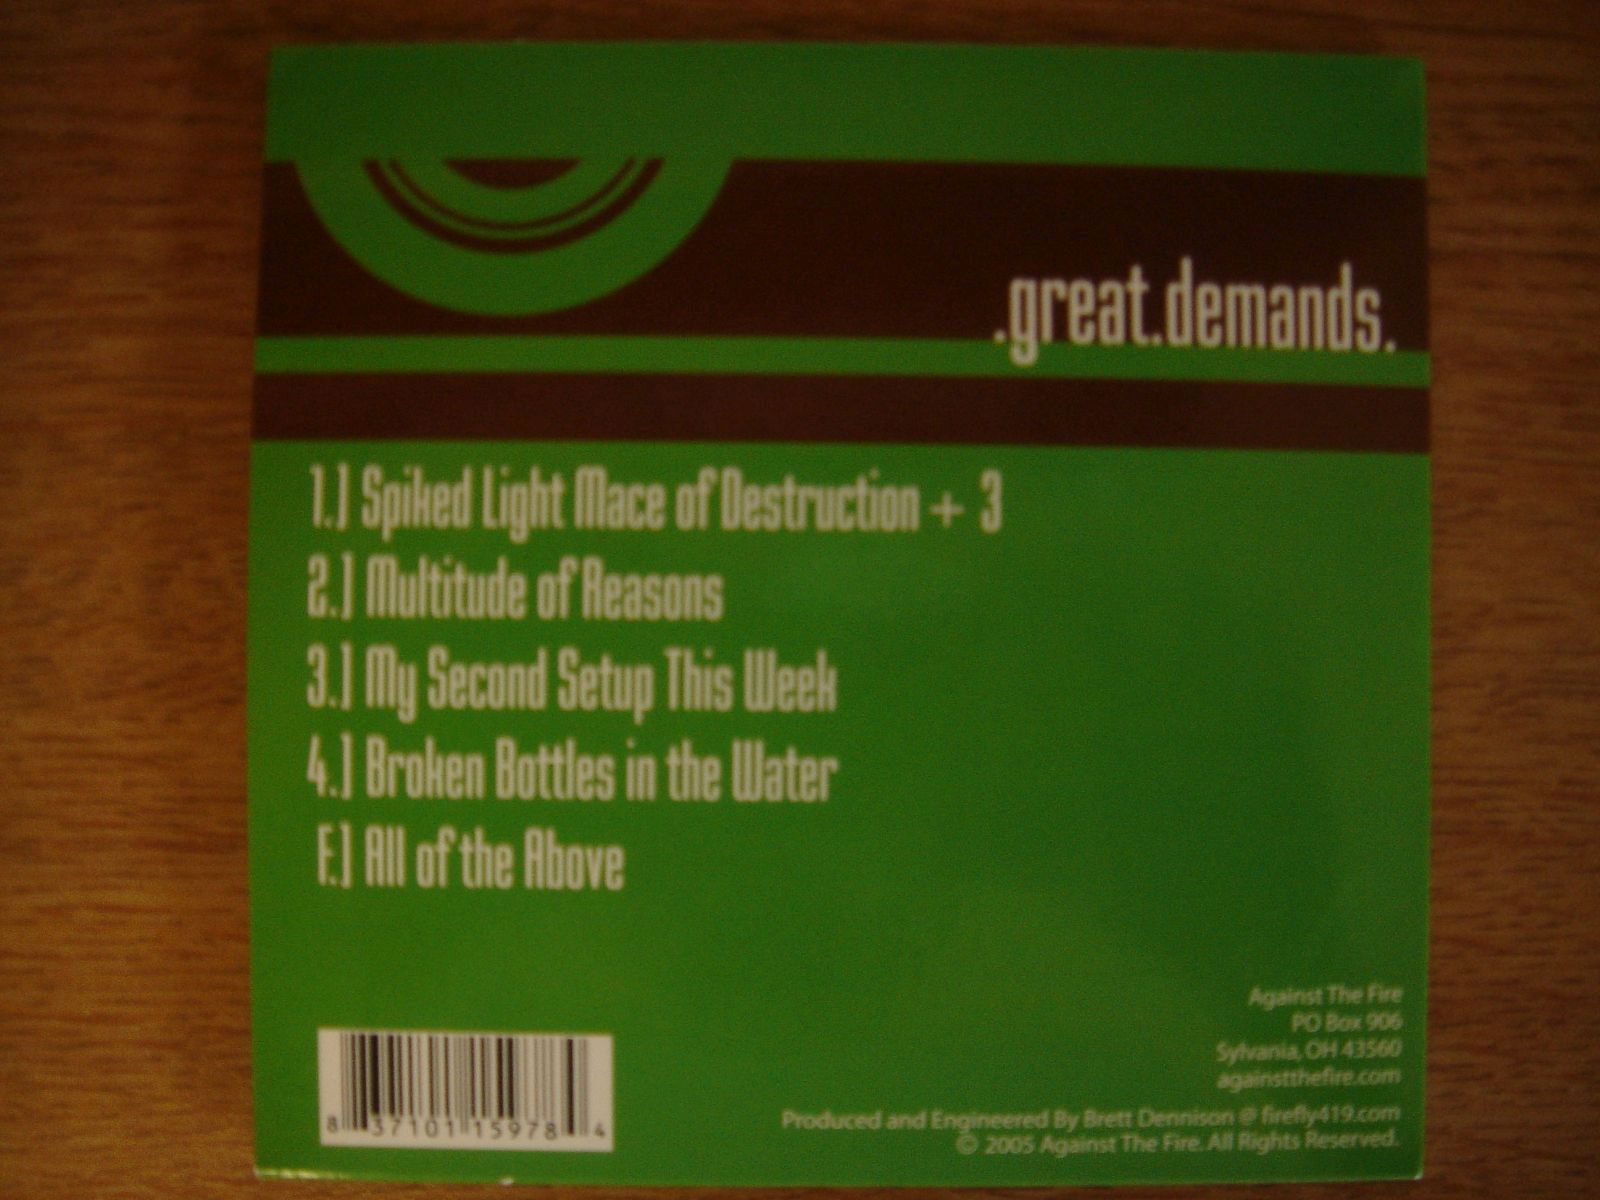 .great.demands.
1.] Spiked Light Mace of Destruction + 3
2.] Multitude of Reasons
3.] My Second Setup This Week
4.] Broken Bottles in the Water
F.] All of the Above
Against The Fire
PO Box 906
Sylvania, OH 43560
againstthefire.com
Produced and Engineered By Brett Dennison @ firefly419.com
© 2005 Against The Fire. All Rights Reserved.
8 37101 15978 4